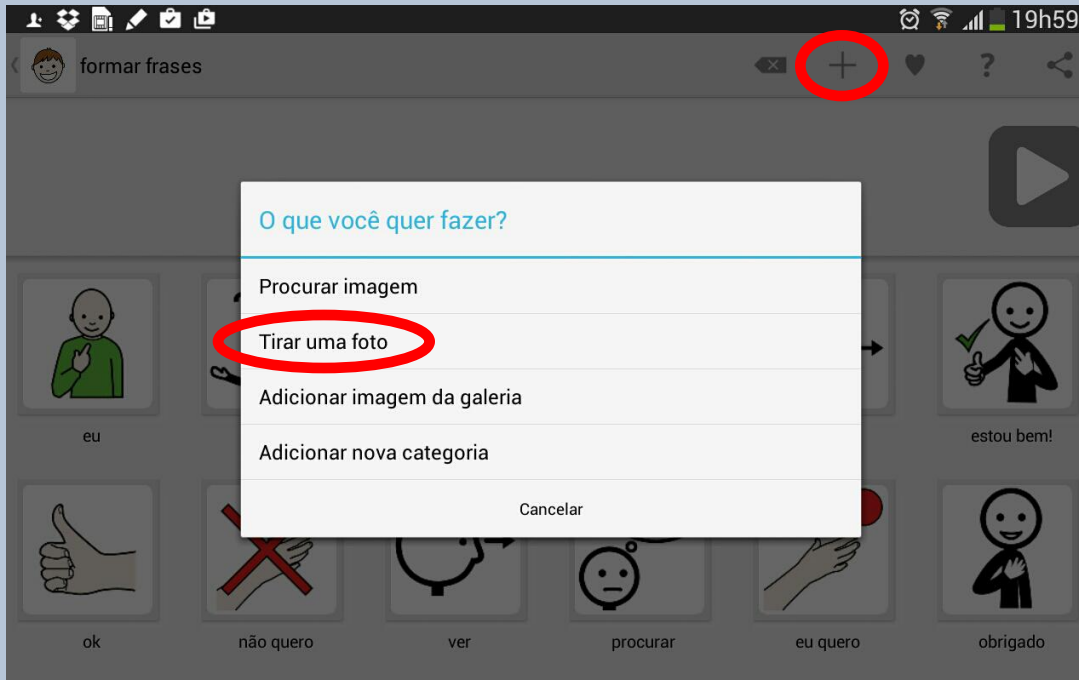 19h59
formar frases
?
O que você quer fazer?
Procurar imagem
Tirar uma foto
Adicionar imagem da galeria
Adicionar nova categoria
Cancelar
eu
estou bem!
ok
não quero
ver
procurar
eu quero
obrigado